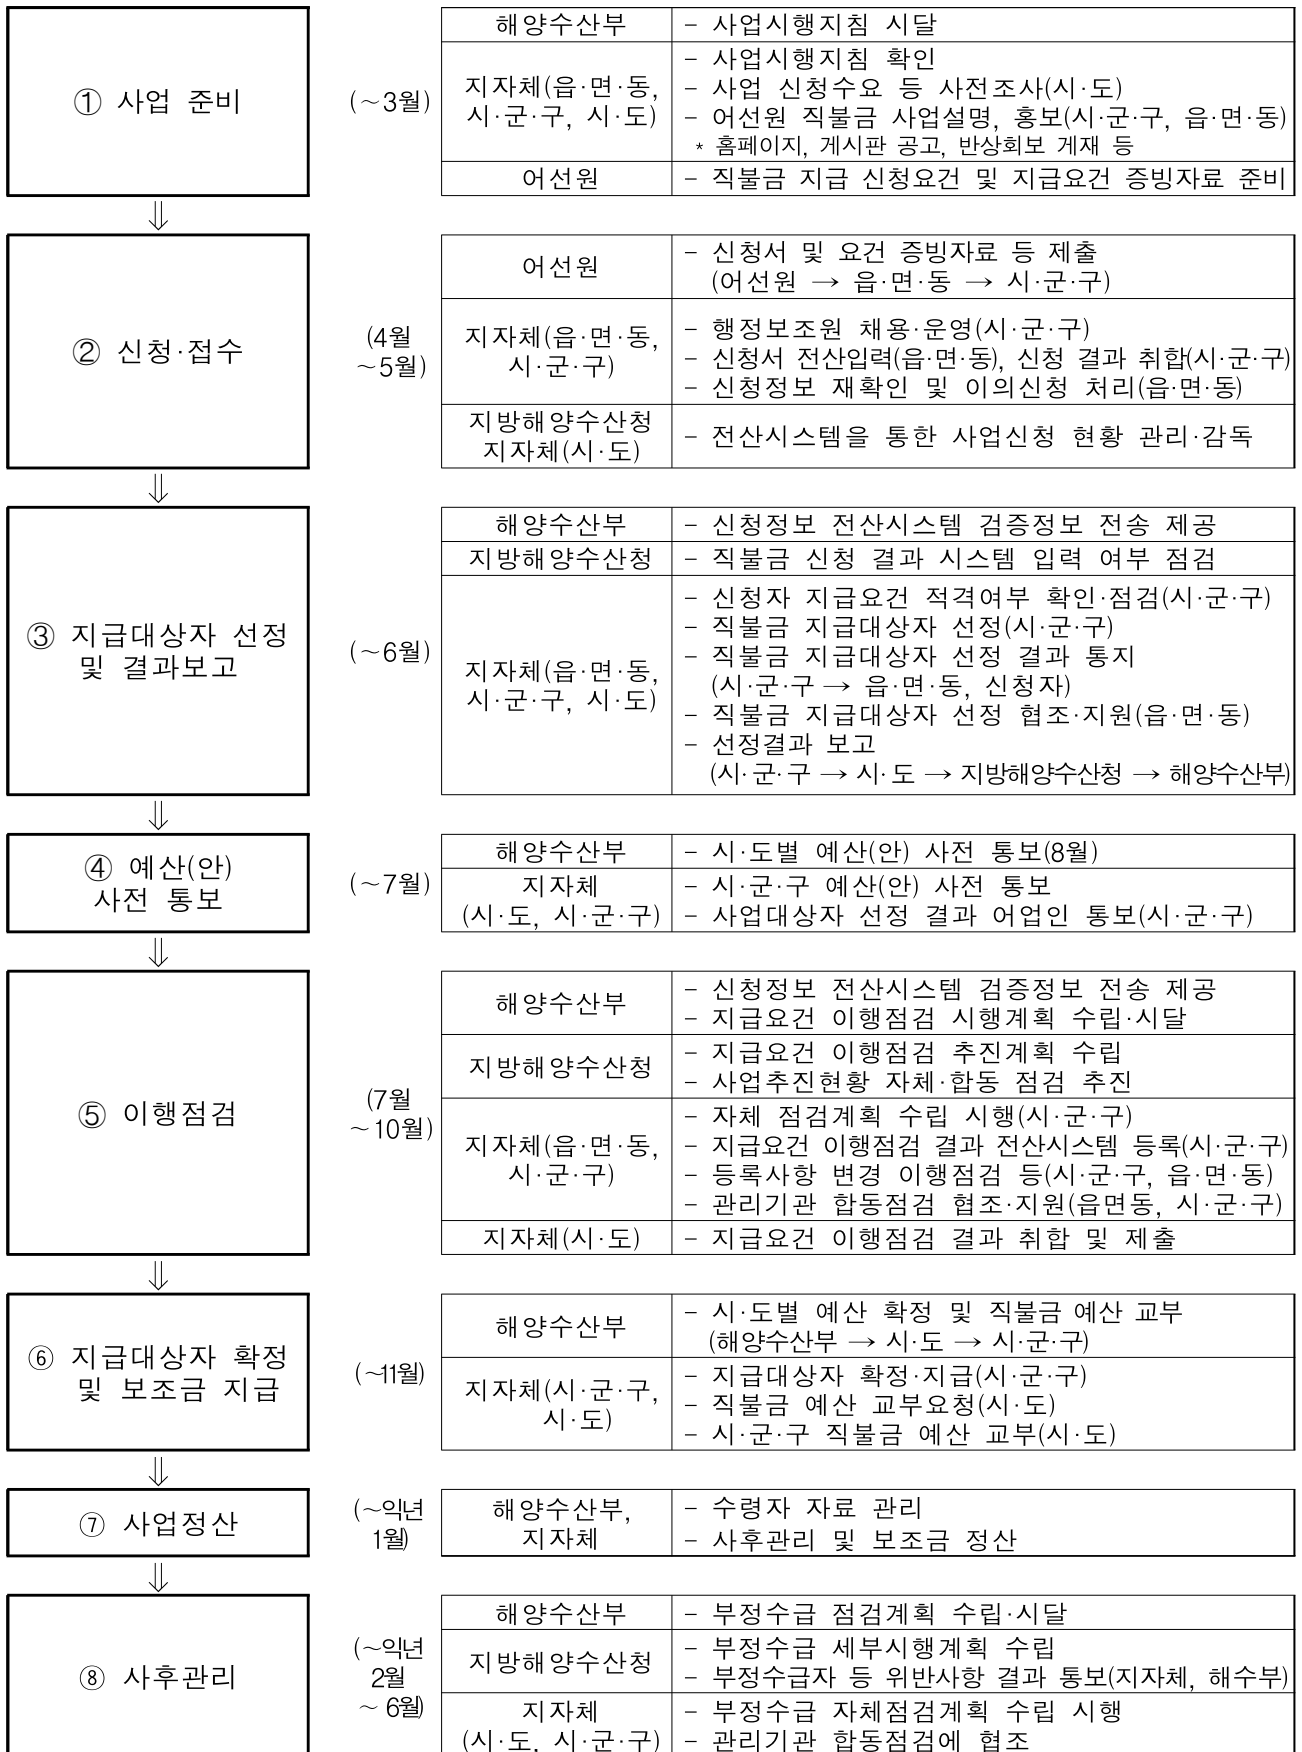 ① 사업 준비
(～3월)
해양수산부
- 사업시행지침 시달
지자체(읍·면·동,
시·군·구, 시·도)
- 사업시행지침 확인
- 사업 신청수요 등 사전조사(시·도)
- 어선원 직불금 사업설명, 홍보(시·군·구, 읍·면·동)
* 홈페이지, 게시판 공고, 반상회보 게재 등
어선원
- 직불금 지급 신청요건 및 지급요건 증빙자료 준비
⇓
② 신청·접수
(4월
～5월)
어선원
- 신청서 및 요건 증빙자료 등 제출
(어선원 → 읍·면·동 → 시·군·구)
지자체(읍·면·동,
시·군·구)
- 행정보조원 채용·운영(시·군·구)
- 신청서 전산입력(읍·면·동), 신청 결과 취합(시·군·구)
- 신청정보 재확인 및 이의신청 처리(읍·면·동)
지방해양수산청
지자체(시·도)
- 전산시스템을 통한 사업신청 현황 관리·감독
⇓
③ 지급대상자 선정
및 결과보고
(～6월)
해양수산부
- 신청정보 전산시스템 검증정보 전송 제공
지방해양수산청
- 직불금 신청 결과 시스템 입력 여부 점검
지자체(읍·면·동,
시·군·구, 시·도)
- 신청자 지급요건 적격여부 확인·점검(시·군·구)
- 직불금 지급대상자 선정(시·군·구)
- 직불금 지급대상자 선정 결과 통지
(시·군·구 → 읍·면·동, 신청자)
- 직불금 지급대상자 선정 협조·지원(읍·면·동)
- 선정결과 보고
(시·군·구 → 시·도 → 지방해양수산청 → 해양수산부)
⇓
④ 예산(안)
사전 통보
(～7월)
해양수산부
- 시·도별 예산(안) 사전 통보(8월)
지자체
(시·도, 시·군·구)
- 시·군·구 예산(안) 사전 통보
- 사업대상자 선정 결과 어업인 통보(시·군·구)
⇓
⑤ 이행점검
(7월
～10월)
해양수산부
- 신청정보 전산시스템 검증정보 전송 제공
- 지급요건 이행점검 시행계획 수립·시달
지방해양수산청
- 지급요건 이행점검 추진계획 수립
- 사업추진현황 자체·합동 점검 추진
지자체(읍·면·동,
시·군·구)
- 자체 점검계획 수립 시행(시·군·구)
- 지급요건 이행점검 결과 전산시스템 등록(시·군·구)
- 등록사항 변경 이행점검 등(시·군·구, 읍·면·동)
- 관리기관 합동점검 협조·지원(읍면동, 시·군·구)
지자체(시·도)
- 지급요건 이행점검 결과 취합 및 제출
⇓
⑥ 지급대상자 확정
및 보조금 지급
(～11월)
해양수산부
- 시·도별 예산 확정 및 직불금 예산 교부
(해양수산부 → 시·도 → 시·군·구)
지자체(시·군·구,
시·도)
- 지급대상자 확정·지급(시·군·구)
- 직불금 예산 교부요청(시·도)
- 시·군·구 직불금 예산 교부(시·도)
⇓
⑦ 사업정산
(～익년
1월)
해양수산부,
지자체
- 수령자 자료 관리
- 사후관리 및 보조금 정산
⇓
⑧ 사후관리
(～익년
2월
～ 6월)
해양수산부
- 부정수급 점검계획 수립·시달
지방해양수산청
- 부정수급 세부시행계획 수립
- 부정수급자 등 위반사항 결과 통보(지자체, 해수부)
지자체
(시·도, 시·군·구)
- 부정수급 자체점검계획 수립 시행
- 관리기관 합동점검에 협조